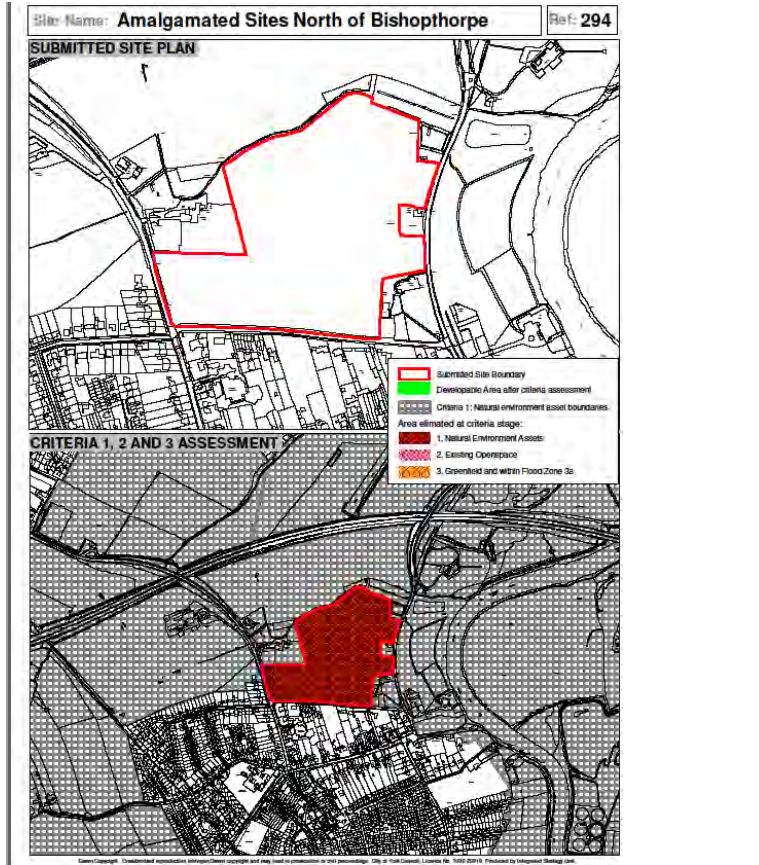 Site Name: Amalgamated Sites North of Bishopthorpe
Ref: 294
SUBMITTED SITE PLAN
Submitted Site Boundary
Developable Area after criteria assessment
Criteria 1: Natural environment asset boundaries
Area elimated at criteria stage:
1, Natural Environment Assets
2, Existing Openspace
3, Greenfield and within Flood Zone 3a
CRITERIA 1, 2 AND 3 ASSESSMENT